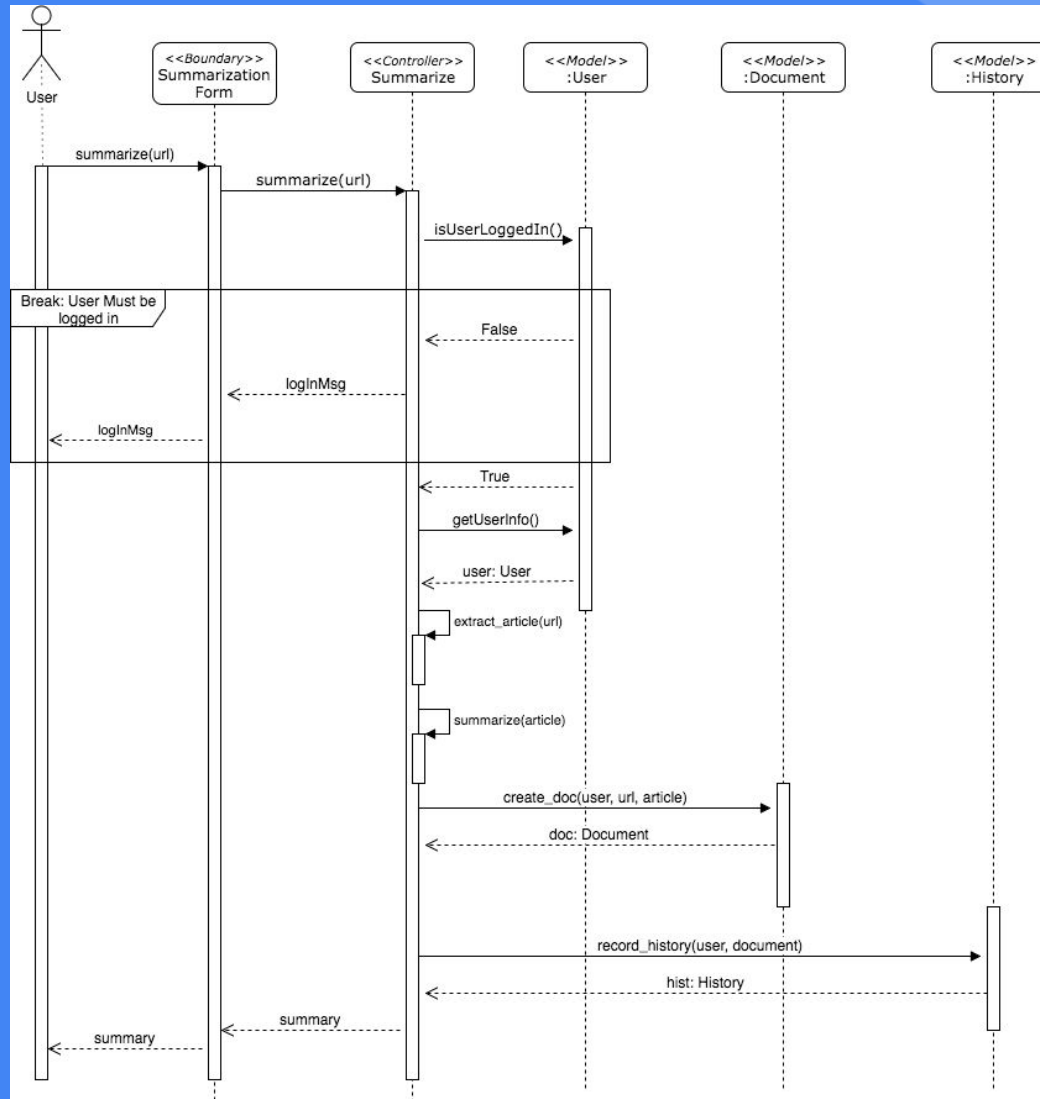 <<Boundary>>
Summarization
Form
<<Controller>>
Summarize
<<Model>>
:User
<<Model>>
:Document
<<Model>>
:History
User
summarize(url)
summarize(url)
isUserLoggedIn()
Break: User Must be
logged in
False
logInMsg
logInMsg
True
getUserInfo()
user: User
extract_article(url)
summarize(article)
create_doc(user, url, article)
doc: Document
record_history(user, document)
hist: History
summary
summary